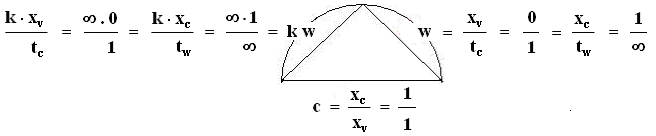 k · x_v / t_c = ∞ . 0 / 1 = k · x_c / t_w = ∞ · 1 / ∞ = k w w = x_v / t_c = 0 / 1 = x_c / t_w = 1 / ∞
c = x_c / x_v = 1 / 1 .